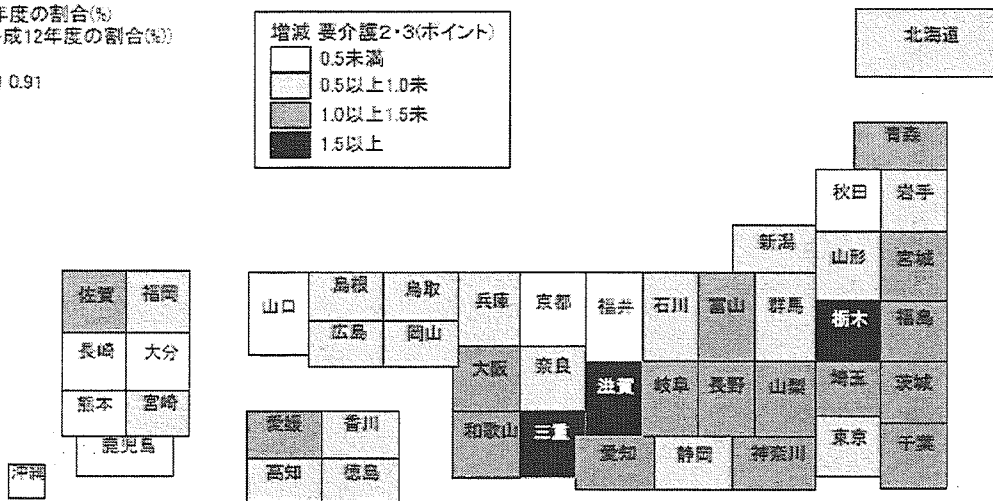 年度の割合(%)
成12年度の割合(%))
0.91
増減 要介護2・3(ポイント)
0.5未満
0.5以上1.0未
1.0以上1.5未
1.5以上
北海道
青森
秋田 岩手
新潟 山形 宮城
佐賀 福岡 山口 島根 鳥取 兵庫 京都 福井 石川 富山 群馬 栃木 福島
長崎 大分 広島 岡山 大阪 奈良 滋賀 岐阜 長野 山梨 埼玉 茨城
熊本 宮崎 愛媛 香川 和歌山 三重 愛知 静岡 神奈川 東京 千葉
鹿児島
沖縄 高知 徳島